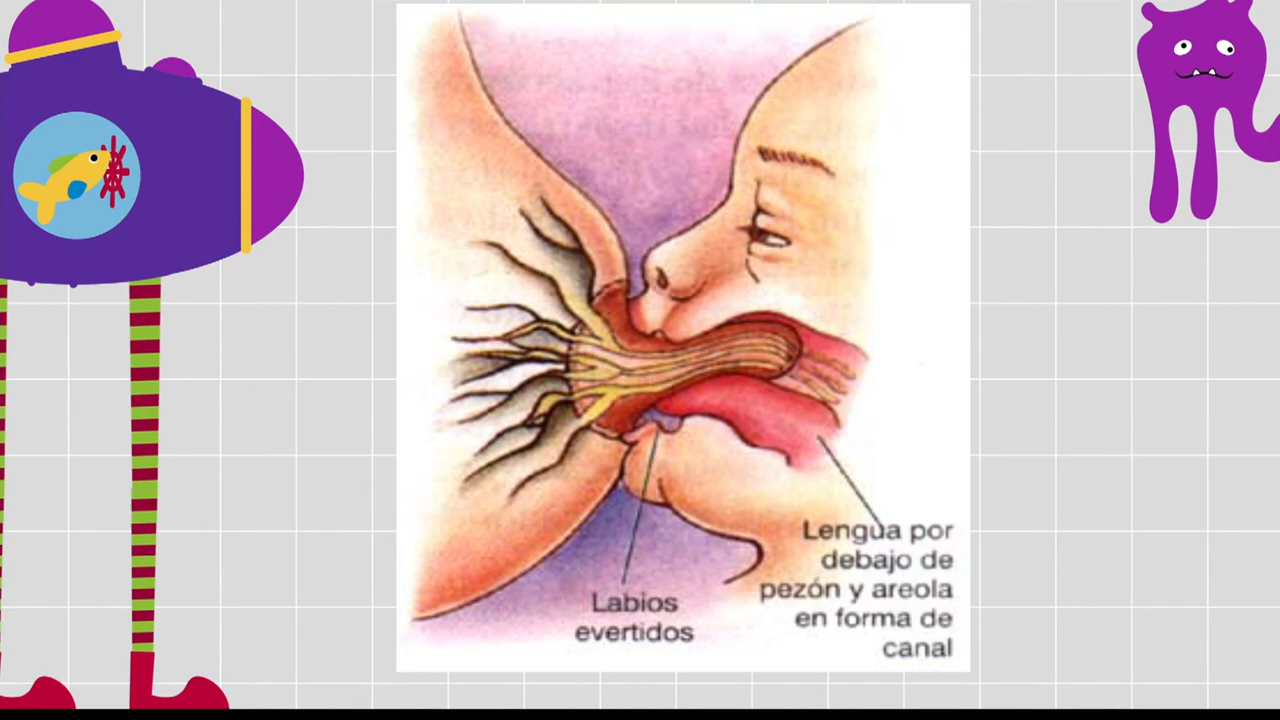 Labios
evertidos
Lengua por
debajo de
pezón y areola
en forma de
canal